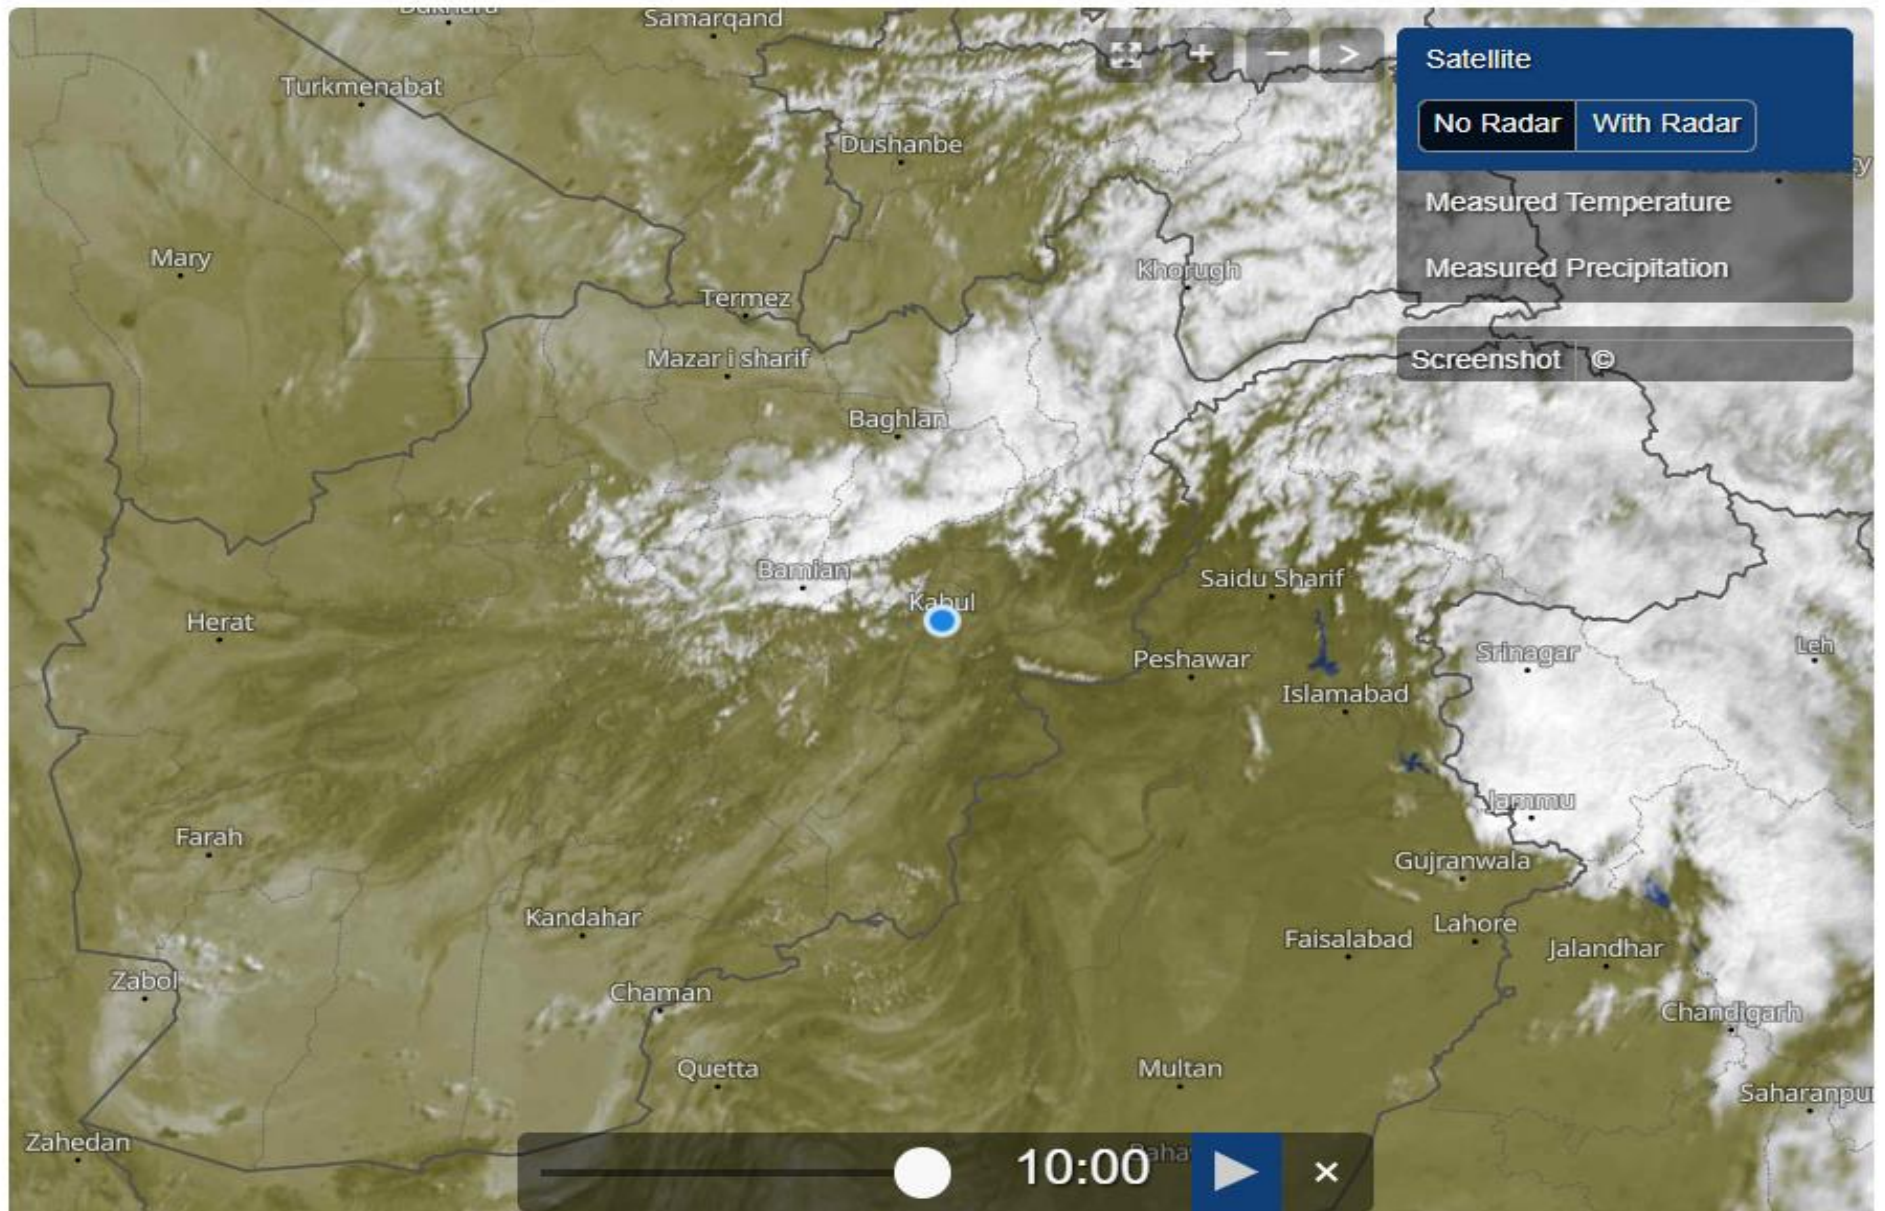 Samarqand
Satellite
Turkmenabat
No Radar
With Radar
Dushanbe
Measured Temperature
Mary
Khorugh
Measured Precipitation
Termez
Mazar i sharif
Screenshot ©
Baghlan
Bamian
Saidu Sharif
Kabul
Herat
Srinagar
Leh
Peshawar
Islamabad
Jammu
Farah
Gujranwala
Kandahar
Lahore
Faisalabad
Jalandhar
Zabol
Chaman
Chandigarh
Quetta
Multan
Saharanpu
Zahedan
10:00